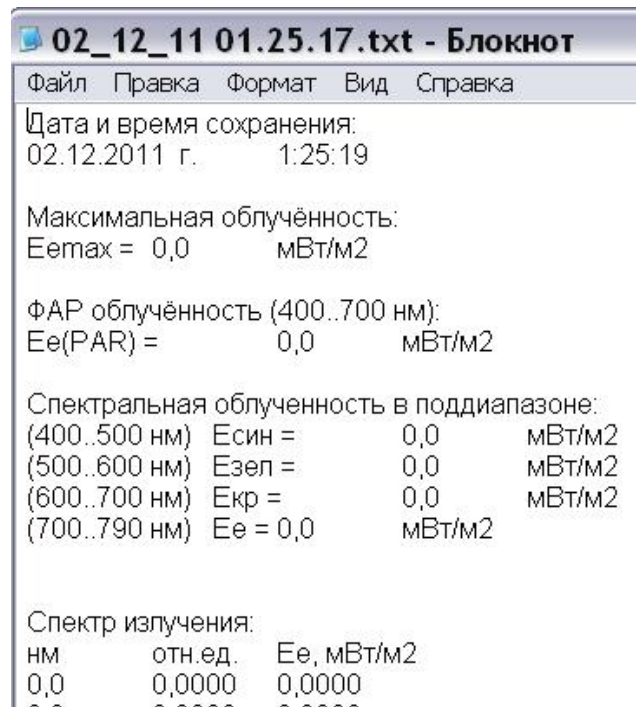 02_12_11 01.25.17.txt - Блокнот
Файл Правка Формат Вид Справка
Дата и время сохранения:
02.12.2011 г. 1:25:19
Максимальная облучённость:
Eemax = 0,0 мВт/м2
ФАР облучённость (400..700 нм):
Ee(PAR) = 0,0 мВт/м2
Спектральная облученность в поддиапазоне:
(400..500 нм) Eсин = 0,0 мВт/м2
(500..600 нм) Eзел = 0,0 мВт/м2
(600..700 нм) Eкр = 0,0 мВт/м2
(700..790 нм) Ee = 0,0 мВт/м2
Спектр излучения:
нм отн.ед. Ee, мВт/м2
0,0 0,0000 0,0000